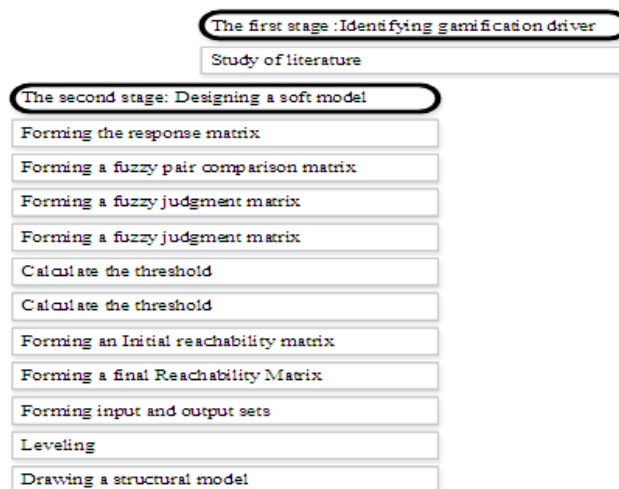 The first stage :Identifying gamification driver
Study of literature
The second stage: Designing a soft model
Forming the response matrix
Forming a fuzzy pair comparison matrix
Forming a fuzzy judgment matrix
Forming a fuzzy judgment matrix
Calculate the threshold
Calculate the threshold
Forming an Initial reachability matrix
Forming a final Reachability Matrix
Forming input and output sets
Leveling
Drawing a structural model